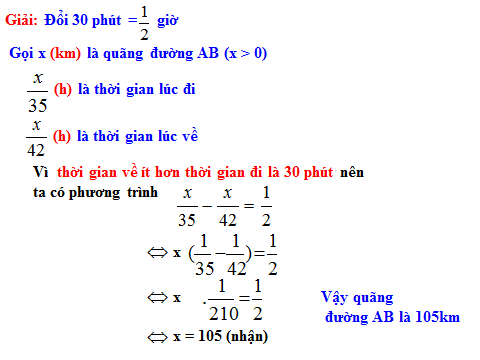 Giải: Đổi 30 phút = 1/2 giờ
Gọi x (km) là quãng đường AB (x > 0)
x/35 (h) là thời gian lúc đi
x/42 (h) là thời gian lúc về
Vì thời gian về ít hơn thời gian đi là 30 phút nên
ta có phương trình x/35 − x/42 = 1/2
⇔ x (1/35 − 1/42) = 1/2
⇔ x . 1/210 = 1/2
⇔ x = 105 (nhận)
Vậy quãng
đường AB là 105km